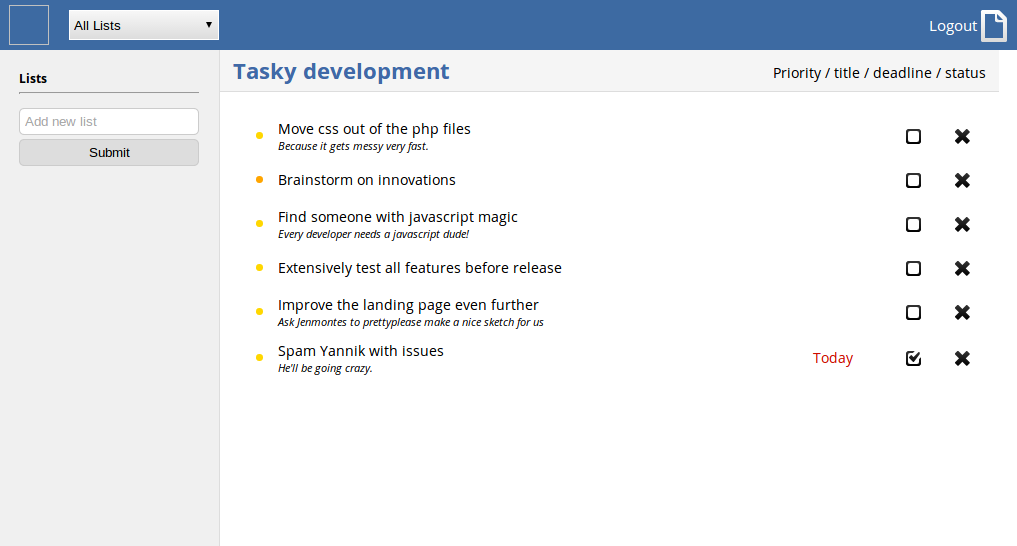 All Lists
Logout
Lists
Add new list
Submit
Tasky development
Priority / title / deadline / status
Move css out of the php files
Because it gets messy very fast.
Brainstorm on innovations
Find someone with javascript magic
Every developer needs a javascript dude!
Extensively test all features before release
Improve the landing page even further
Ask Jenmontes to prettyplease make a nice sketch for us
Spam Yannik with issues
Today
He'll be going crazy.